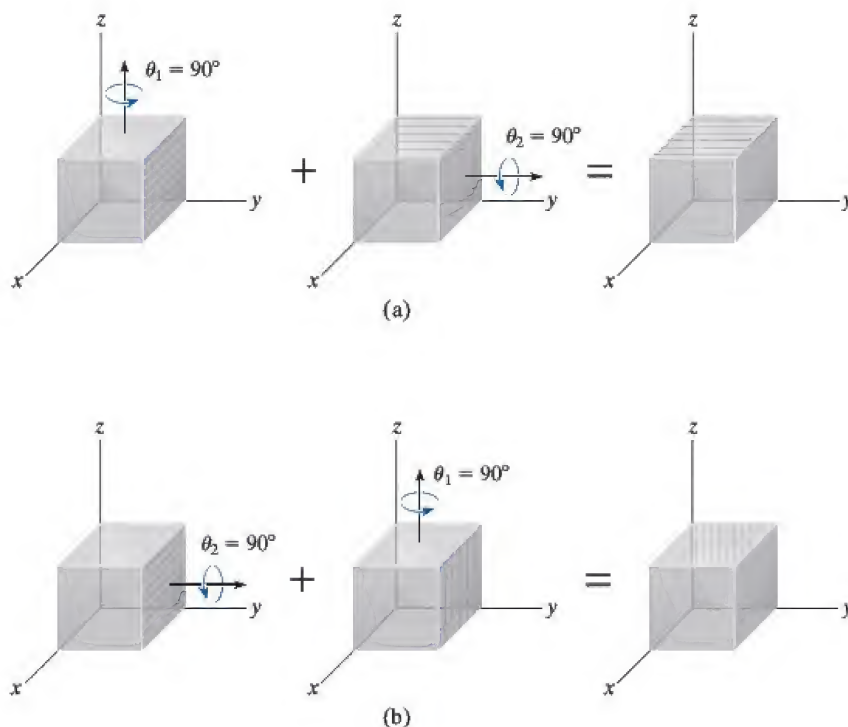 z z z
θ₁ = 90°
θ₂ = 90°
+ =
y y y
x x x
(a)
z z z
θ₁ = 90°
θ₂ = 90°
+ =
y y y
x x x
(b)